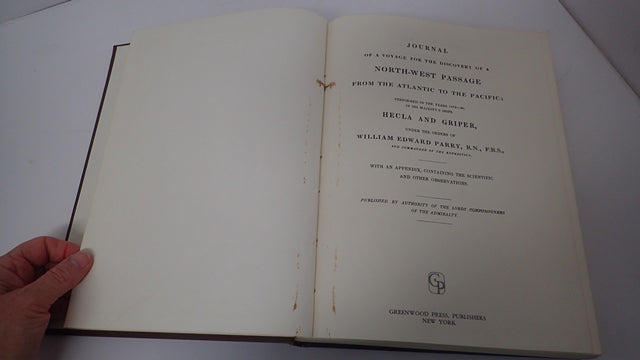 JOURNAL
OF A VOYAGE FOR THE DISCOVERY OF A
NORTH-WEST PASSAGE
FROM THE ATLANTIC TO THE PACIFIC;
PERFORMED IN THE YEARS 1819-20,
IN HIS MAJESTY'S SHIPS
HECLA AND GRIPER,
UNDER THE ORDERS OF
WILLIAM EDWARD PARRY, R.N., F.R.S.,
AND COMMANDER OF THE EXPEDITION.
WITH AN APPENDIX, CONTAINING THE SCIENTIFIC
AND OTHER OBSERVATIONS.
PUBLISHED BY AUTHORITY OF THE LORDS COMMISSIONERS
OF THE ADMIRALTY.
GP
GREENWOOD PRESS, PUBLISHERS
NEW YORK